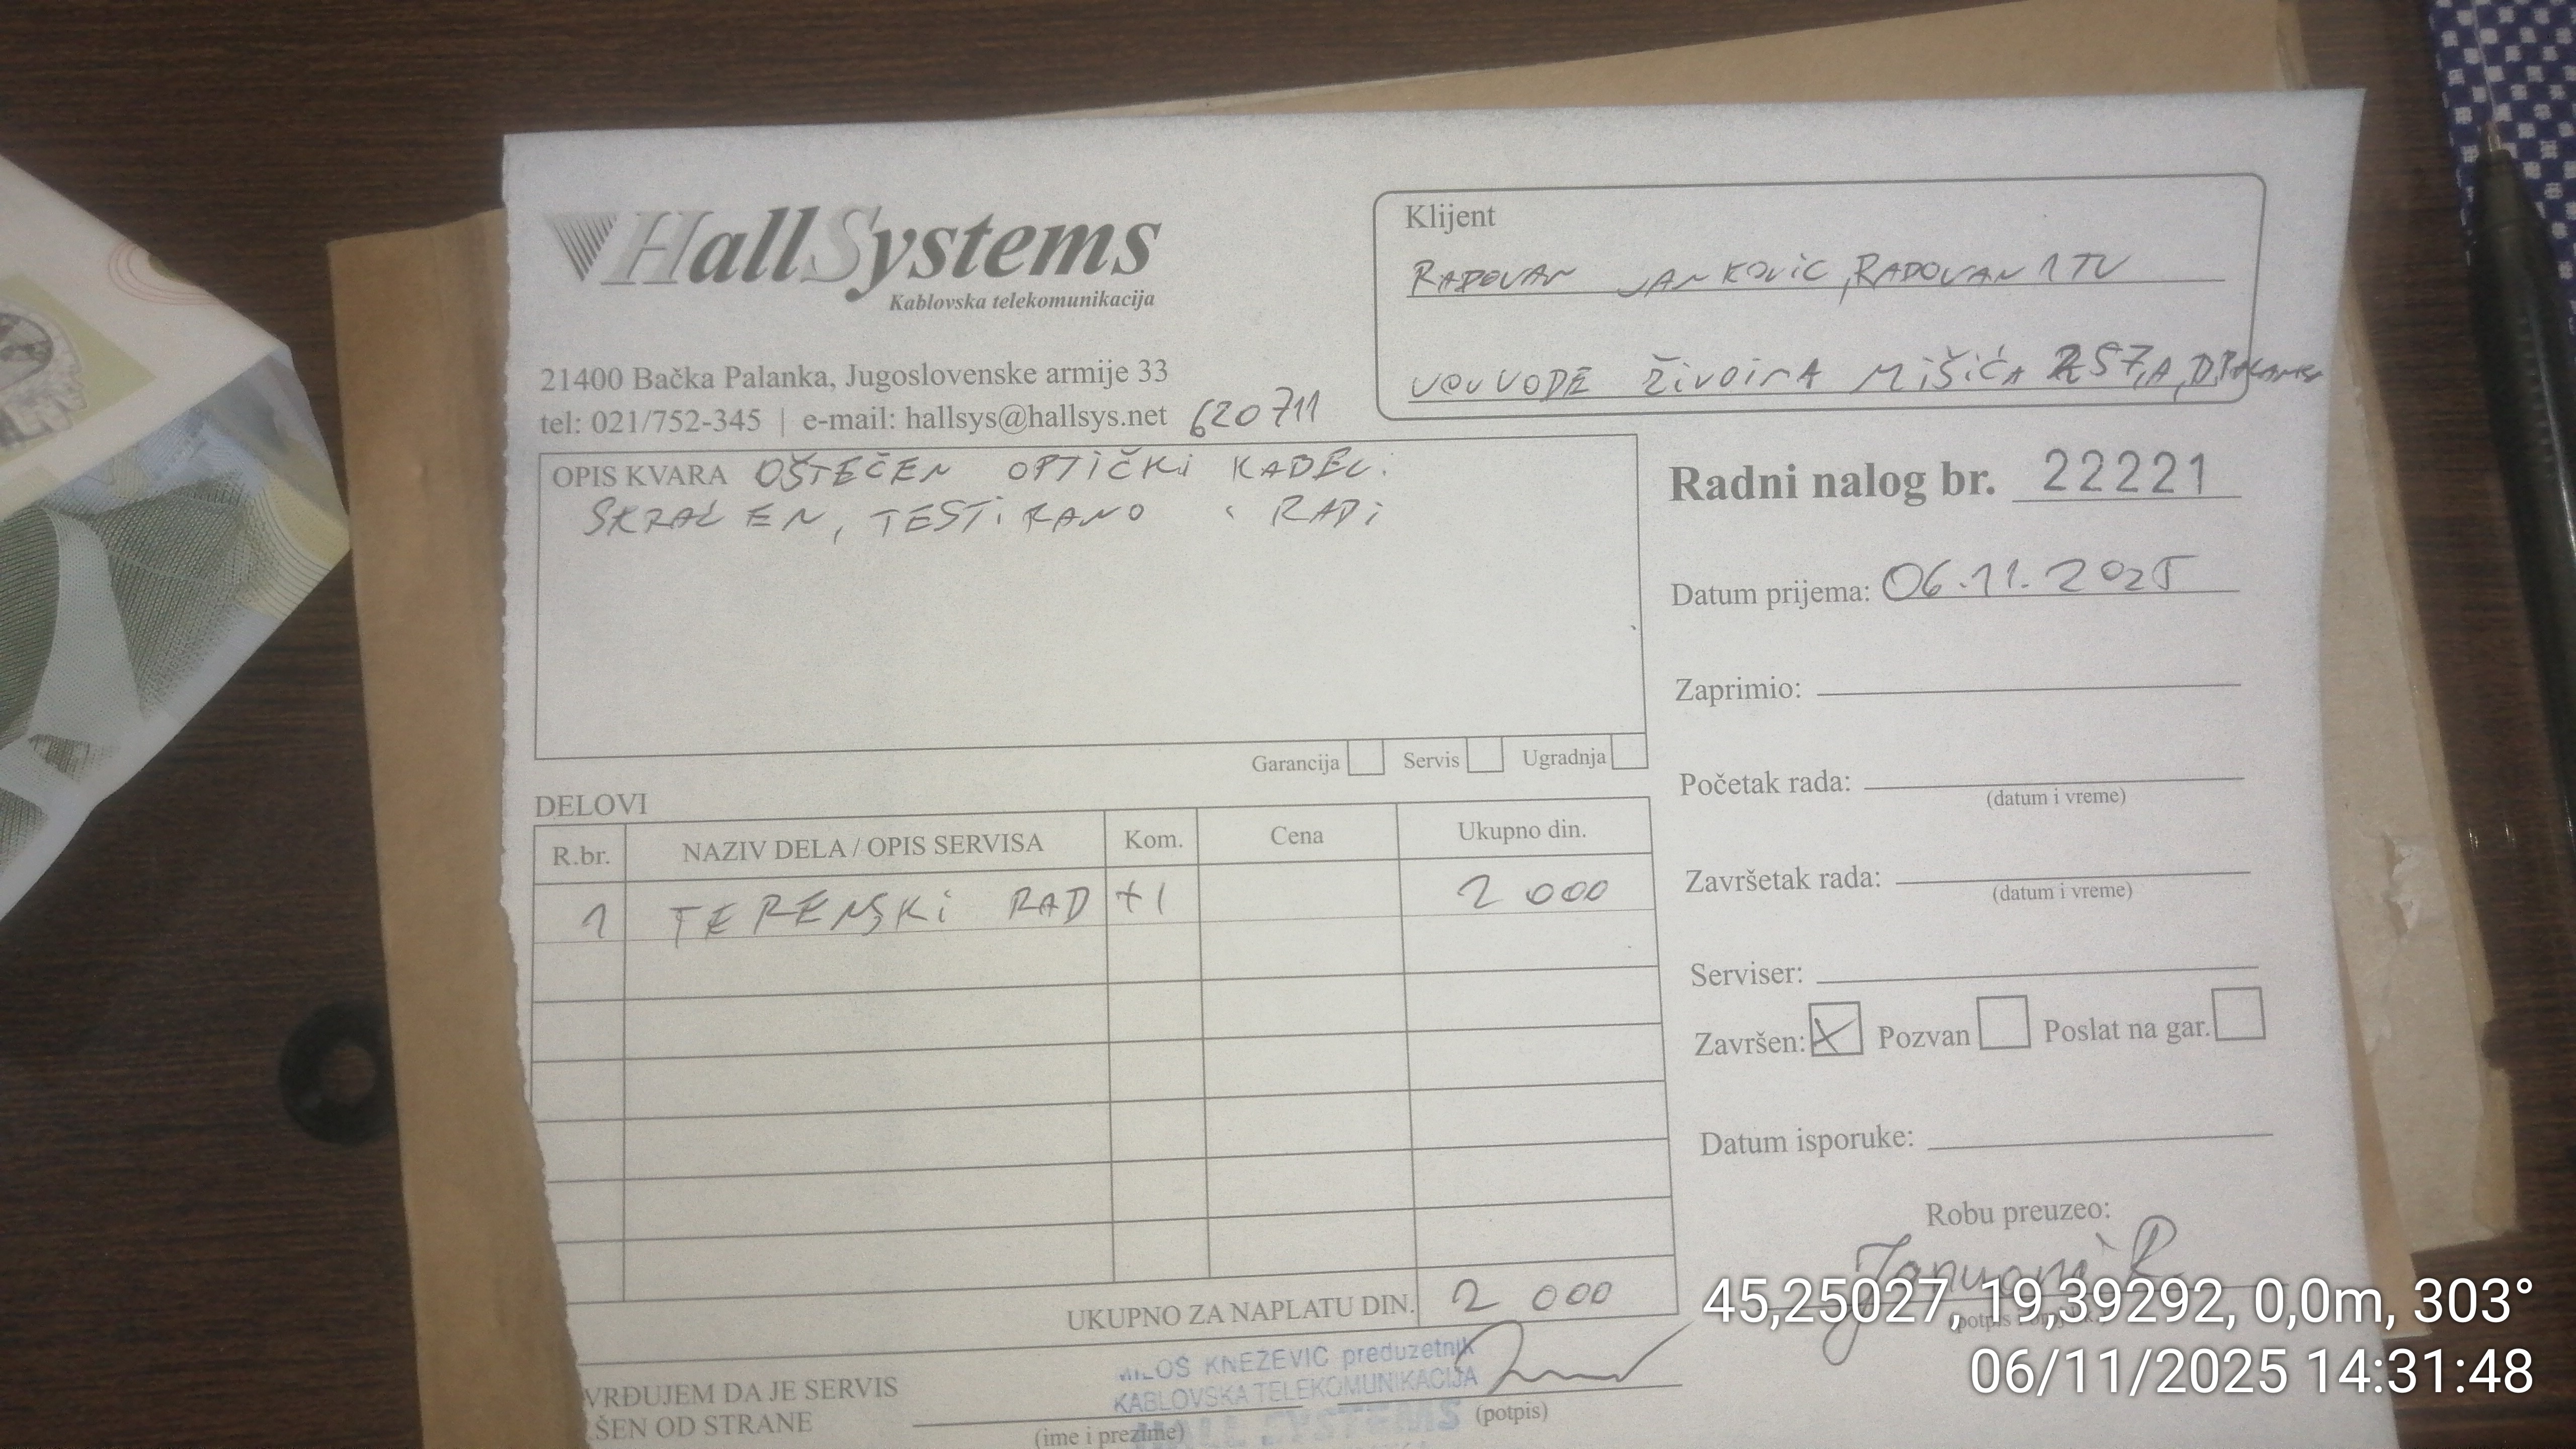 HallSystems
Kablovska telekomunikacija
21400 Bačka Palanka, Jugoslovenske armije 33
tel: 021/752-345 | e-mail: hallsys@hallsys.net 620711
Klijent
RADOVAN JANKOVIC, RADOVAN 1 TV
VOJVODE ŽIVOINA MIŠIĆA
OPIS KVARA OŠTEČEN OPTIČKI KABEL.
SKRAĆEN, TESTIRANO i RADi
Garancija Servis Ugradnja
Radni nalog br. 22221
Datum prijema: 06.11.2025
Zaprimio:
Početak rada:
(datum i vreme)
Završetak rada:
(datum i vreme)
Serviser:
Završen: X Pozvan Poslat na gar.
Datum isporuke:
Robu preuzeo:
DELOVI
R.br. NAZIV DELA / OPIS SERVISA Kom. Cena Ukupno din.
1 TERENSKi RAD +1 2 000
UKUPNO ZA NAPLATU DIN. 2 000
VRĐUJEM DA JE SERVIS
ŠEN OD STRANE
(ime i prezime)
(potpis)
MILOŠ KNEŽEVIĆ preduzetnik
KABLOVSKA TELEKOMUNIKACIJA
HALL SYSTEMS
45,25027, 19,39292, 0,0m, 303°
06/11/2025 14:31:48